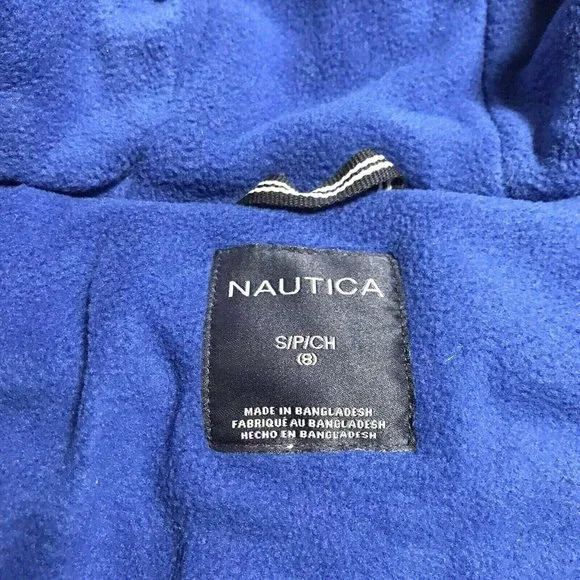 NAUTICA
S/P/CH
(8)
MADE IN BANGLADESH
FABRIQUÉ AU BANGLADESH
HECHO EN BANGLADESH